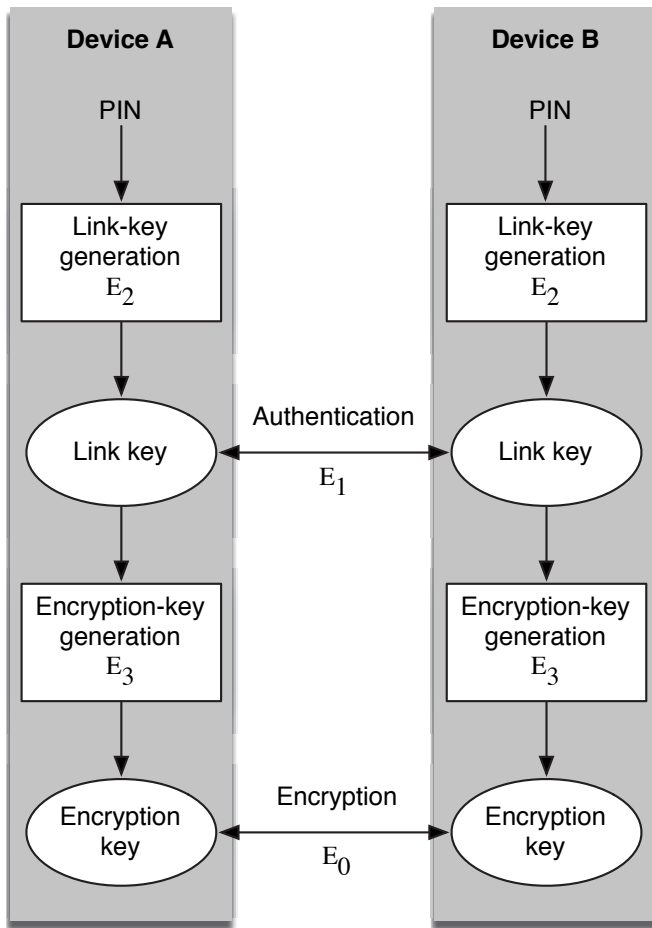 Device A
PIN
Link-key
generation
E2
Link key
Encryption-key
generation
E3
Encryption
key
Authentication
E1
Encryption
E0
Device B
PIN
Link-key
generation
E2
Link key
Encryption-key
generation
E3
Encryption
key